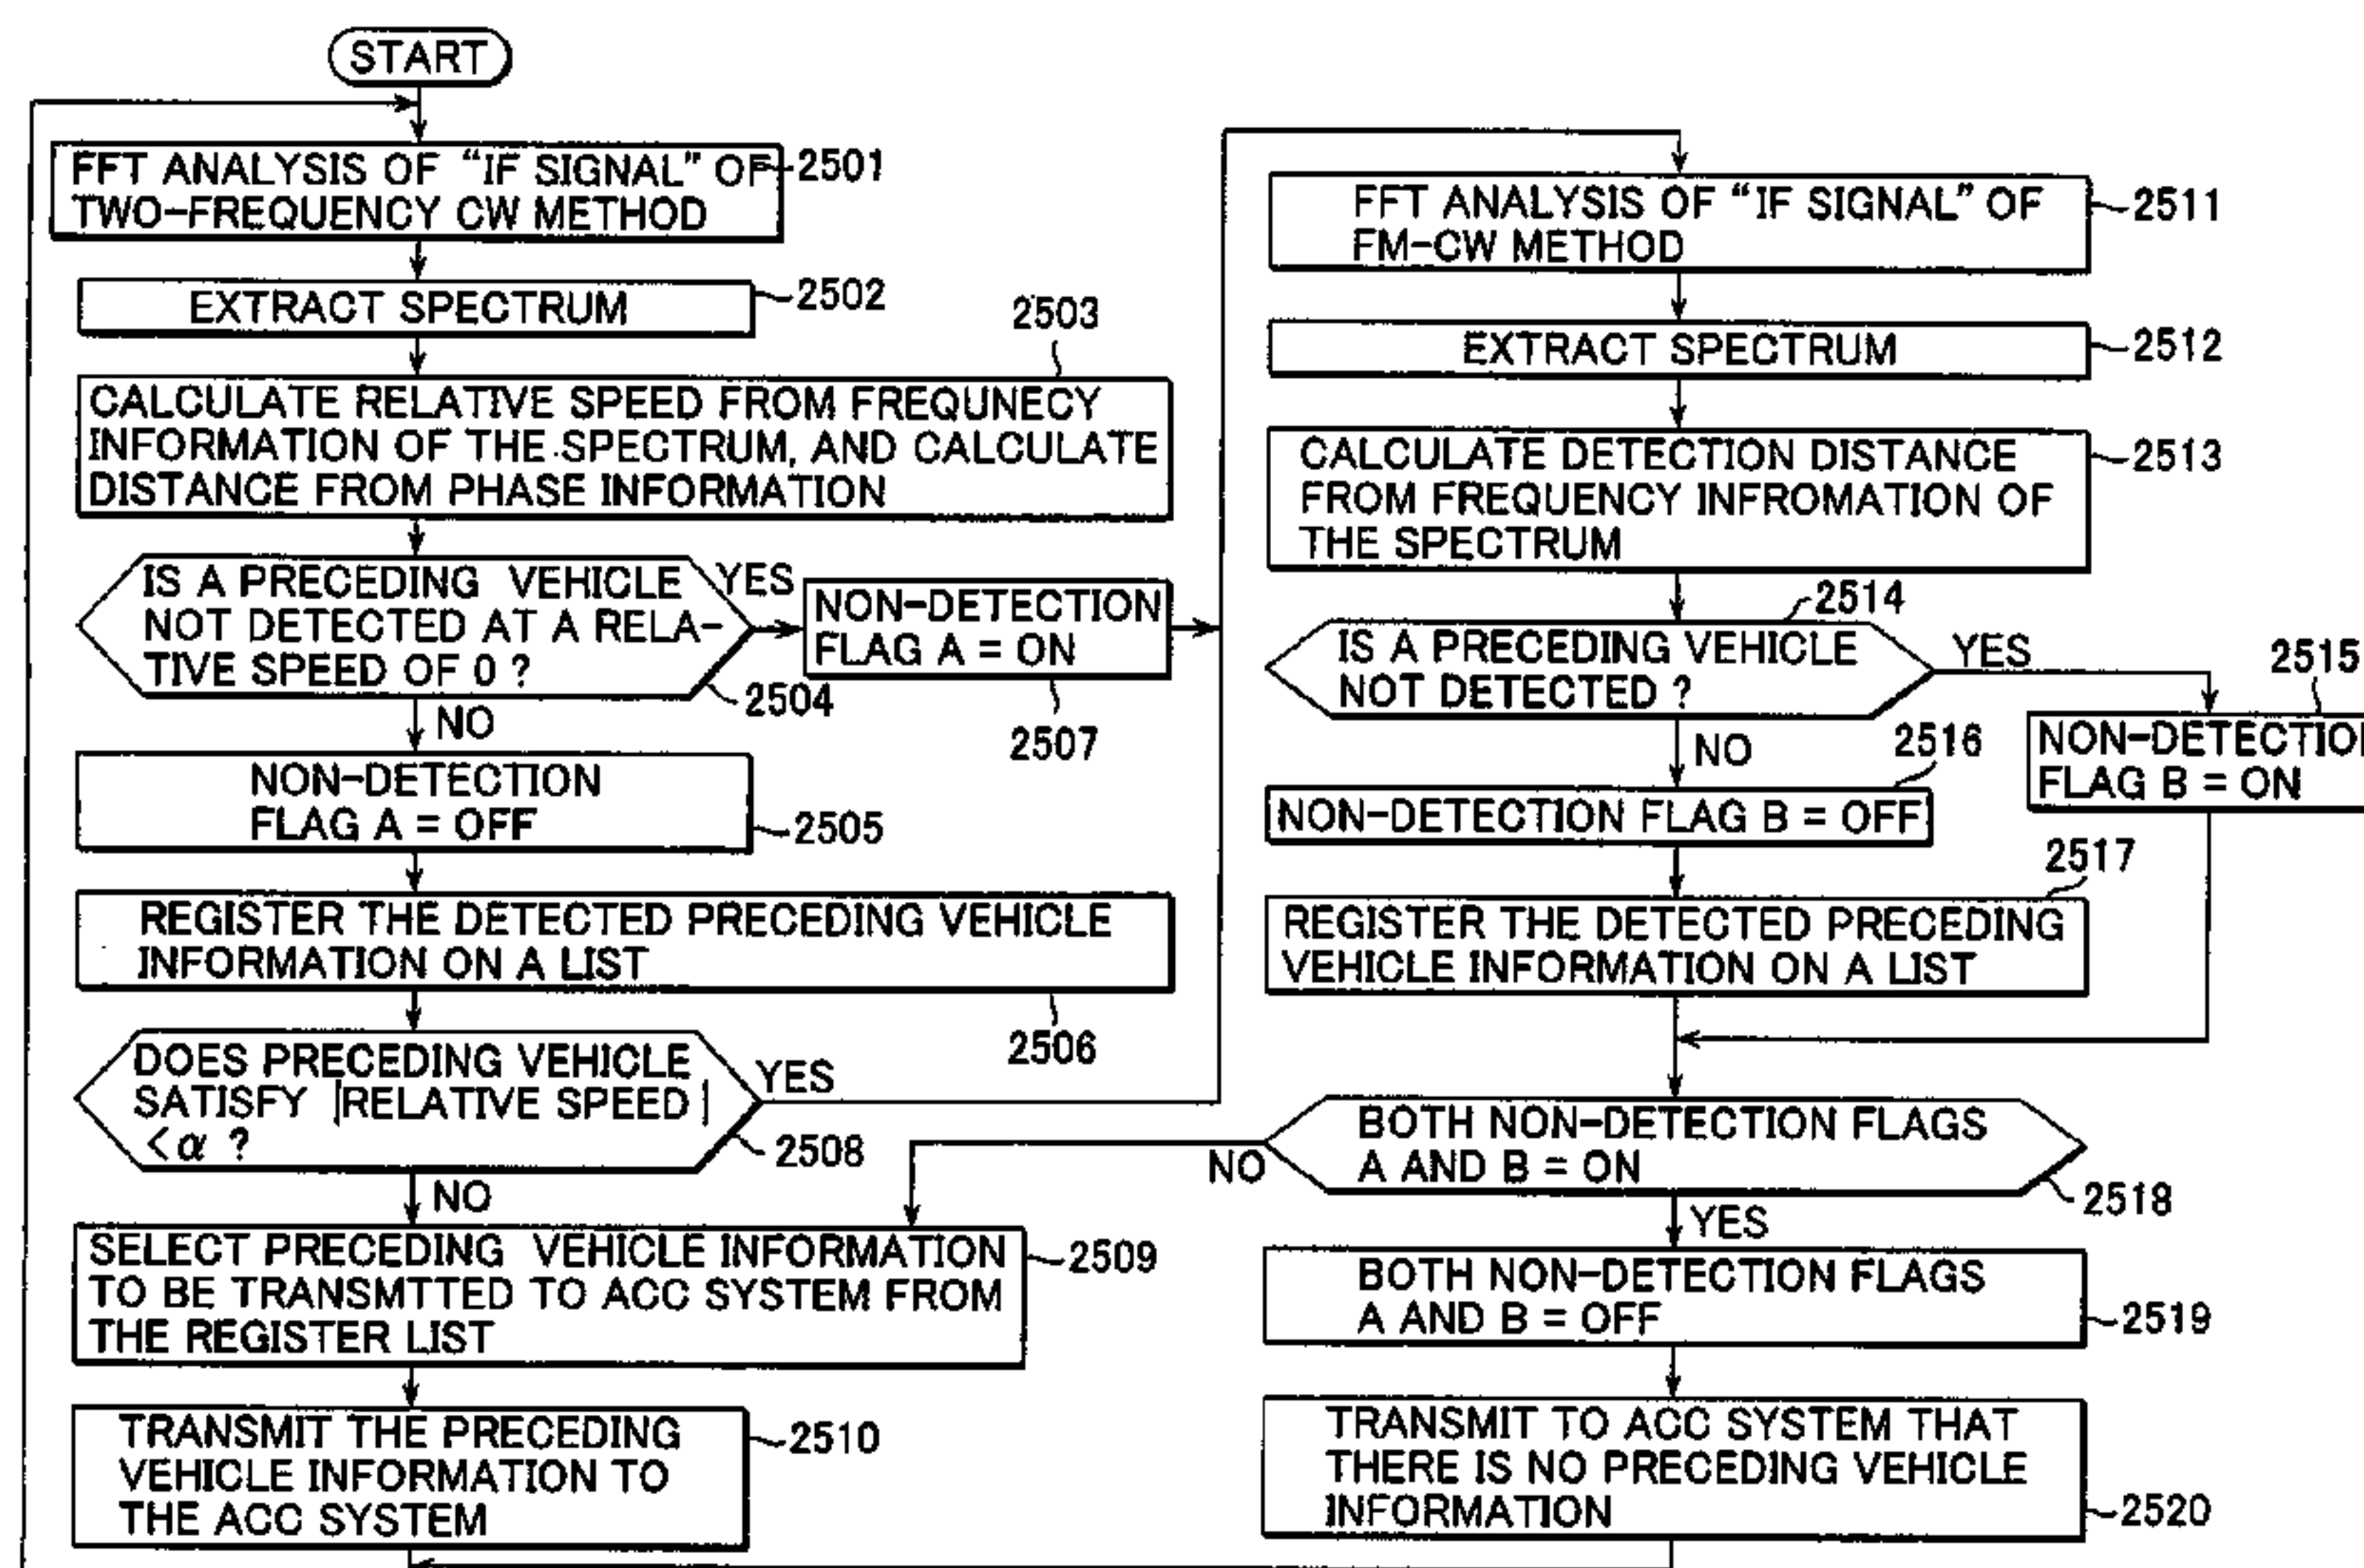 START
FFT ANALYSIS OF "IF SIGNAL" OF
TWO-FREQUENCY CW METHOD
2501
EXTRACT SPECTRUM
2502
2503
CALCULATE RELATIVE SPEED FROM FREQUNECY
INFORMATION OF THE SPECTRUM, AND CALCULATE
DISTANCE FROM PHASE INFORMATION
IS A PRECEDING VEHICLE
NOT DETECTED AT A RELA-
TIVE SPEED OF 0 ?
2504
YES
NON-DETECTION
FLAG A = ON
2507
NO
NON-DETECTION
FLAG A = OFF
2505
REGISTER THE DETECTED PRECEDING VEHICLE
INFORMATION ON A LIST
2506
DOES PRECEDING VEHICLE
SATISFY |RELATIVE SPEED|
<α ?
2508
YES
NO
SELECT PRECEDING VEHICLE INFORMATION
TO BE TRANSMTTED TO ACC SYSTEM FROM
THE REGISTER LIST
2509
TRANSMIT THE PRECEDING
VEHICLE INFORMATION TO
THE ACC SYSTEM
2510
FFT ANALYSIS OF "IF SIGNAL" OF
FM-CW METHOD
2511
EXTRACT SPECTRUM
2512
CALCULATE DETECTION DISTANCE
FROM FREQUENCY INFROMATION OF
THE SPECTRUM
2513
2514
IS A PRECEDING VEHICLE
NOT DETECTED ?
YES
2515
NON-DETECTIO
FLAG B = ON
NO
2516
NON-DETECTION FLAG B = OFF
2517
REGISTER THE DETECTED PRECEDING
VEHICLE INFORMATION ON A LIST
BOTH NON-DETECTION FLAGS
A AND B = ON
2518
NO
YES
BOTH NON-DETECTION FLAGS
A AND B = OFF
2519
TRANSMIT TO ACC SYSTEM THAT
THERE IS NO PRECEDING VEHICLE
INFORMATION
2520